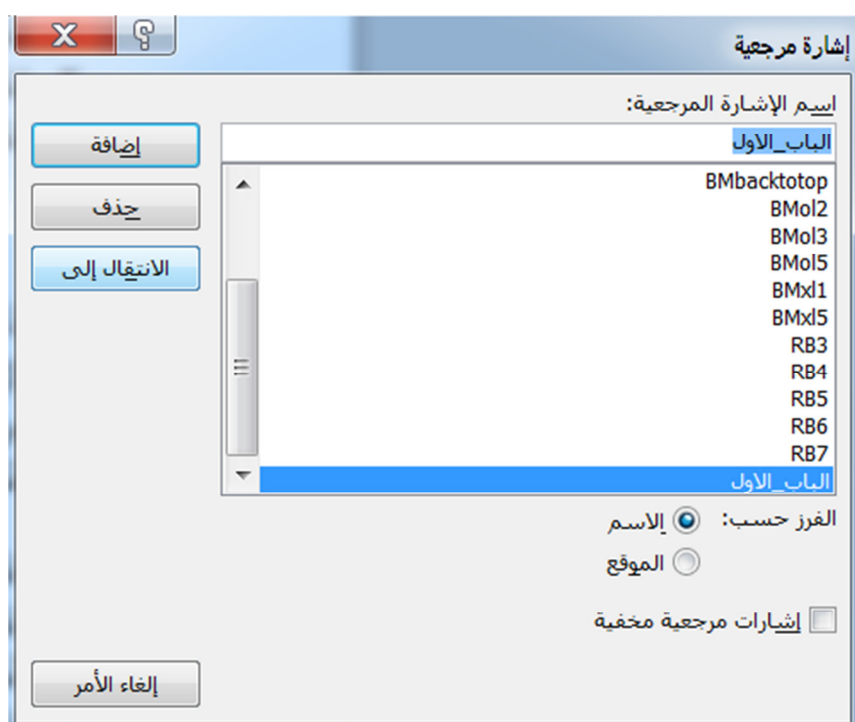 إشارة مرجعية
اسم الإشارة المرجعية:
الباب_الاول
إضافة
BMbacktotop
حذف
BMol2
BMol3
الانتقال إلى
BMol5
BMxl1
BMxl5
RB3
RB4
RB5
RB6
RB7
الباب_الاول
الفرز حسب: الاسم
الموقع
إشارات مرجعية مخفية
إلغاء الأمر